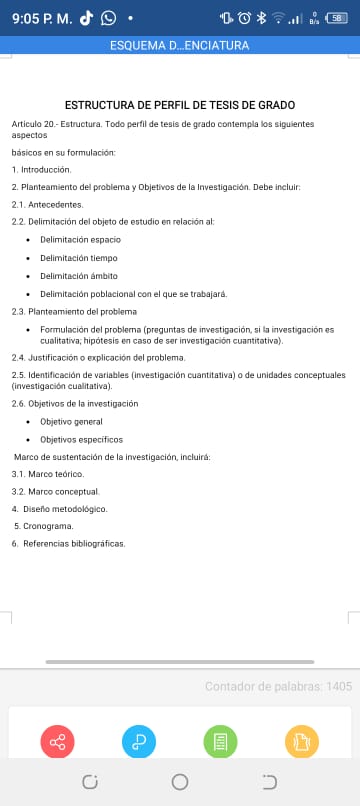 9:05 P. M.
0 B/s 58
ESQUEMA D...ENCIATURA
ESTRUCTURA DE PERFIL DE TESIS DE GRADO
Artículo 20.- Estructura. Todo perfil de tesis de grado contempla los siguientes
aspectos
básicos en su formulación:
1. Introducción.
2. Planteamiento del problema y Objetivos de la Investigación. Debe incluir:
2.1. Antecedentes.
2.2. Delimitación del objeto de estudio en relación al:
• Delimitación espacio
• Delimitación tiempo
• Delimitación ámbito
• Delimitación poblacional con el que se trabajará.
2.3. Planteamiento del problema
• Formulación del problema (preguntas de investigación, si la investigación es
cualitativa; hipótesis en caso de ser investigación cuantitativa).
2.4. Justificación o explicación del problema.
2.5. Identificación de variables (investigación cuantitativa) o de unidades conceptuales
(investigación cualitativa).
2.6. Objetivos de la investigación
• Objetivo general
• Objetivos específicos
Marco de sustentación de la investigación, incluirá:
3.1. Marco teórico.
3.2. Marco conceptual.
4. Diseño metodológico.
5. Cronograma.
6. Referencias bibliográficas.
Contador de palabras: 1405